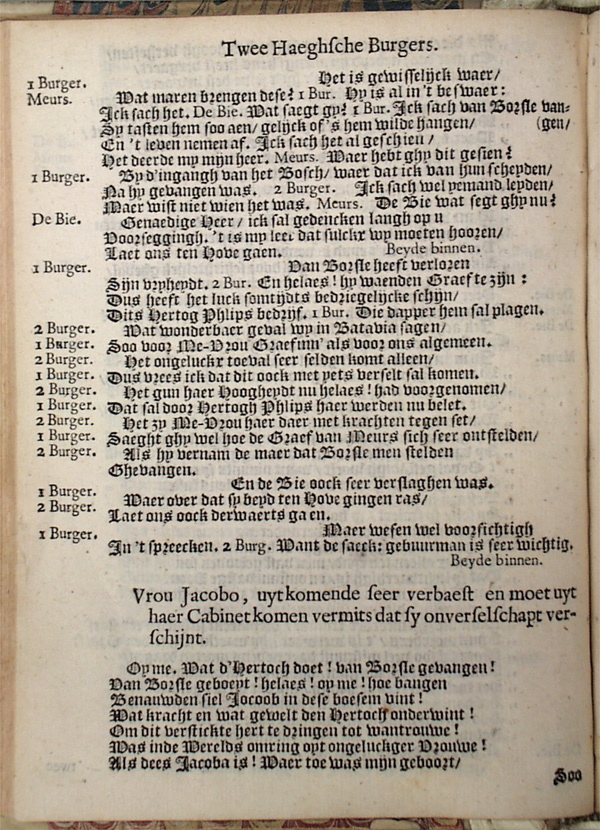 Twee Haeghſche Burgers.
1 Burger. Het is gewiſſelijck waer/
Meurs. Wat maren brengen deſe? 1 Bur. Hy is al in 't beſwaer:
Ick ſach het. De Bie. Wat ſaegt gy? 1 Bur. Ick ſach van Borſle van-
Sy taſten hem ſoo aen/ gelijck of 's hem wilde hangen/ (gen/
En 't leven nemen af. Ick ſach het al geſchien/
Het deerde my mijn heer. Meurs. Waer hebt ghy dit geſien?
1 Burger. By d'ingangh van het Boſch/ waer dat ick van hun ſcheyden/
Na hy gevangen was. 2 Burger. Ick ſach wel yemand leyden/
Maer wiſt niet wien het was. Meurs. De Bie wat ſegt ghy nu?
De Bie. Genaedige Heer/ ick ſal gedencken langh op u
Voorſeggingh. 't is my leet dat ſulckx wy moeten hooren/
Laet ons ten Hove gaen. Beyde binnen.
1 Burger. Van Borſle heeft verloren
Sijn vryheydt. 2 Bur. En helaes! hy waenden Graef te zijn:
Dus heeft het luck ſomtijdts bedriegelijcke ſchijn/
Dit's Hertog Phlips bedrijf. 1 Bur. Die dapper hem ſal plagen.
2 Burger. Wat wonderbaer geval wy in Batavia ſagen/
1 Burger. Soo voor Me-Vrou Graefſum' als voor ons algemeen.
2 Burger. Het ongeluckx toeval ſeer ſelden komt alleen/
1 Burger. Dus vrees ick dat dit oock met yets verſelt ſal komen.
2 Burger. Het gun haer Hoogheydt nu helaes! had voorgenomen/
1 Burger. Dat ſal door Hertogh Phlips haer werden nu belet.
2 Burger. Het zy Me-Vrou haer daer met krachten tegen ſet/
1 Burger. Saeght ghy wel hoe de Graef van Meurs ſich ſeer ontſtelden/
2 Burger. Als hy vernam de maer dat Borſle men ſtelden
Ghevangen.
1 Burger. En de Bie oock ſeer verſlaghen was.
2 Burger. Waer over dat ſy beyd ten Hove gingen ras/
Laet ons oock derwaerts gaen.
1 Burger. Maer weſen wel voorſichtigh
In 't ſpreecken. 2 Burg. Want de ſaeck: gebuurman is ſeer wichtig.
Beyde binnen.
Vrou Jacobo, uytkomende ſeer verbaeſt en moet uyt
haer Cabinet komen vermits dat ſy onverſelſchapt ver-
ſchijnt.
Oy me. Wat d'Hertoch doet! van Borſle gevangen!
Van Borſle geboeyt! helaes! oy me! hoe bangen
Benauwden ſiel Jocoob in deſe boeſem vint!
Wat kracht en wat gewelt den Hertoch onderwint!
Om dit verſtickte hert te dringen tot wantrouwe!
Was inde Werelds omring oyt ongeluckger Vrouwe!
Als dees Jacoba is! Waer toe was mijn geboort/
Soo